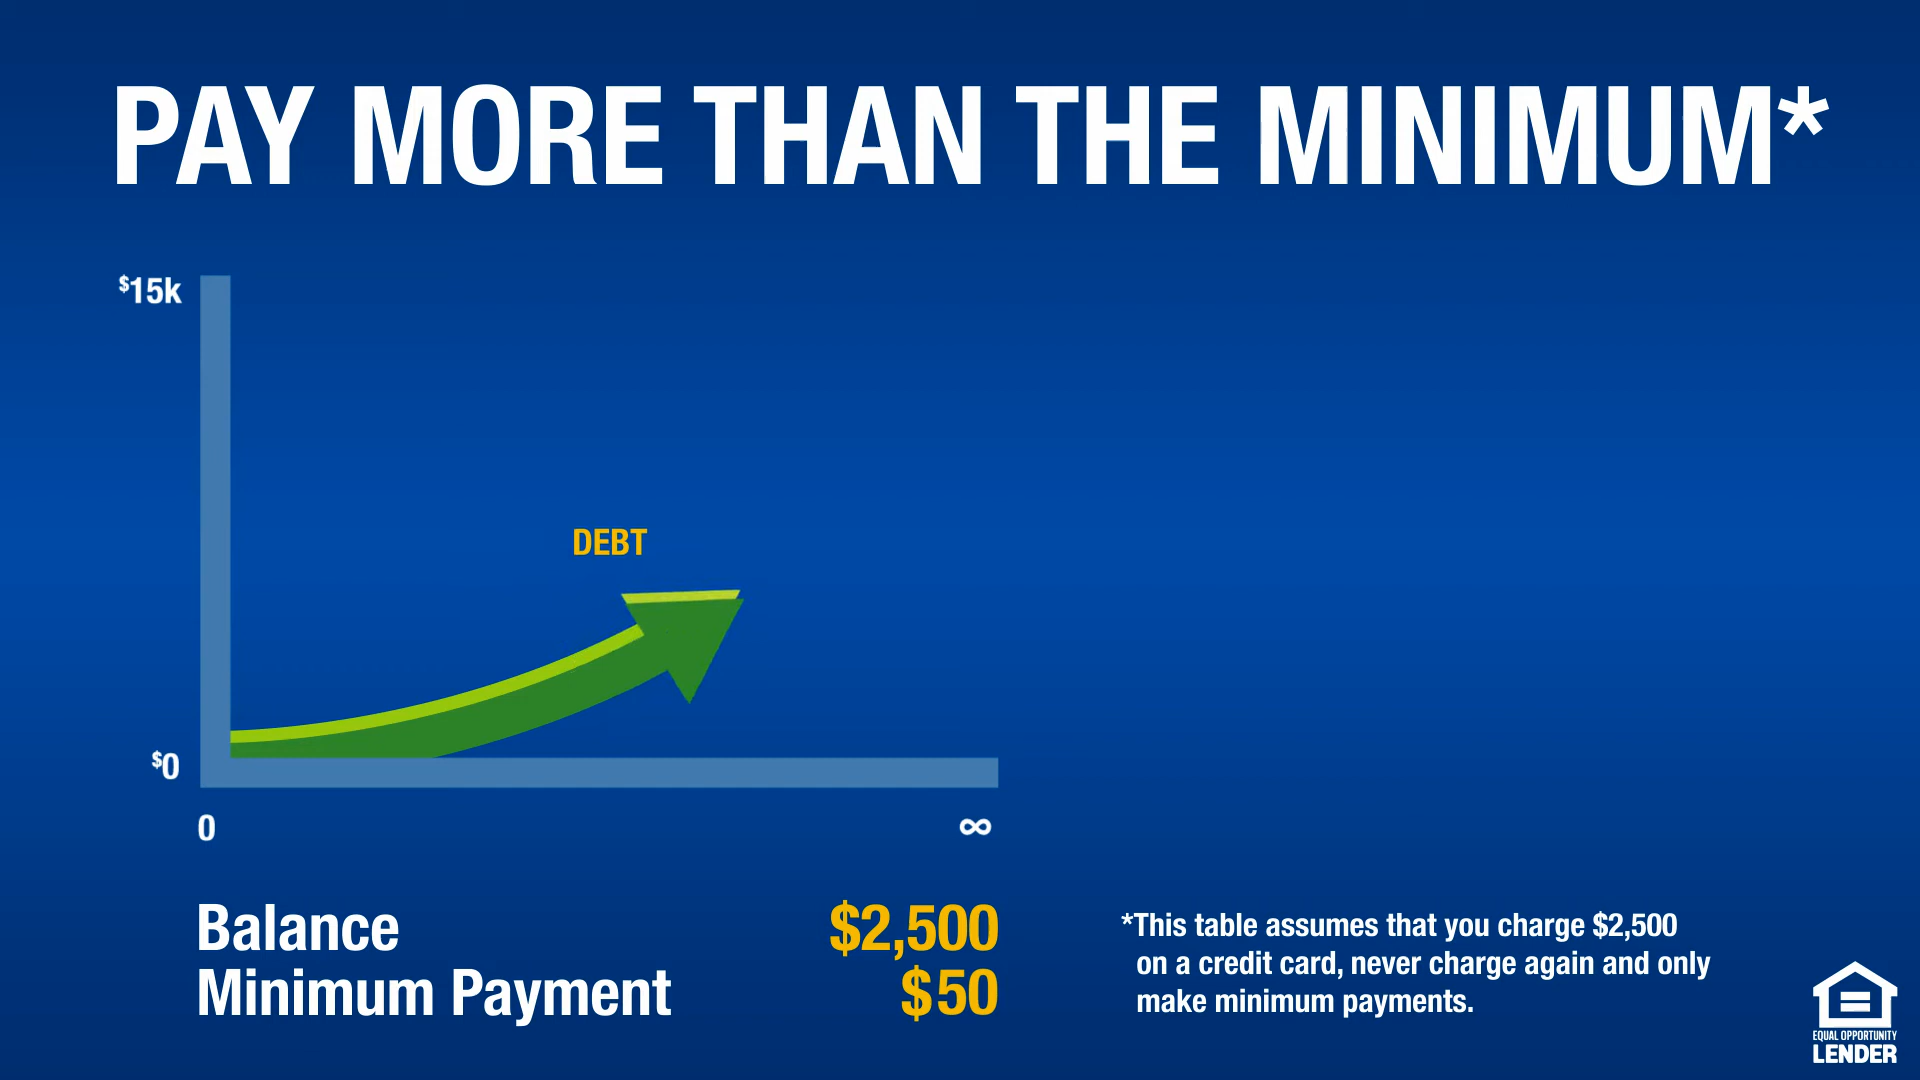 PAY MORE THAN THE MINIMUM*
$15k
DEBT
$0
0 ∞
Balance $2,500
Minimum Payment $50
*This table assumes that you charge $2,500
on a credit card, never charge again and only
make minimum payments.
EQUAL OPPORTUNITY
LENDER